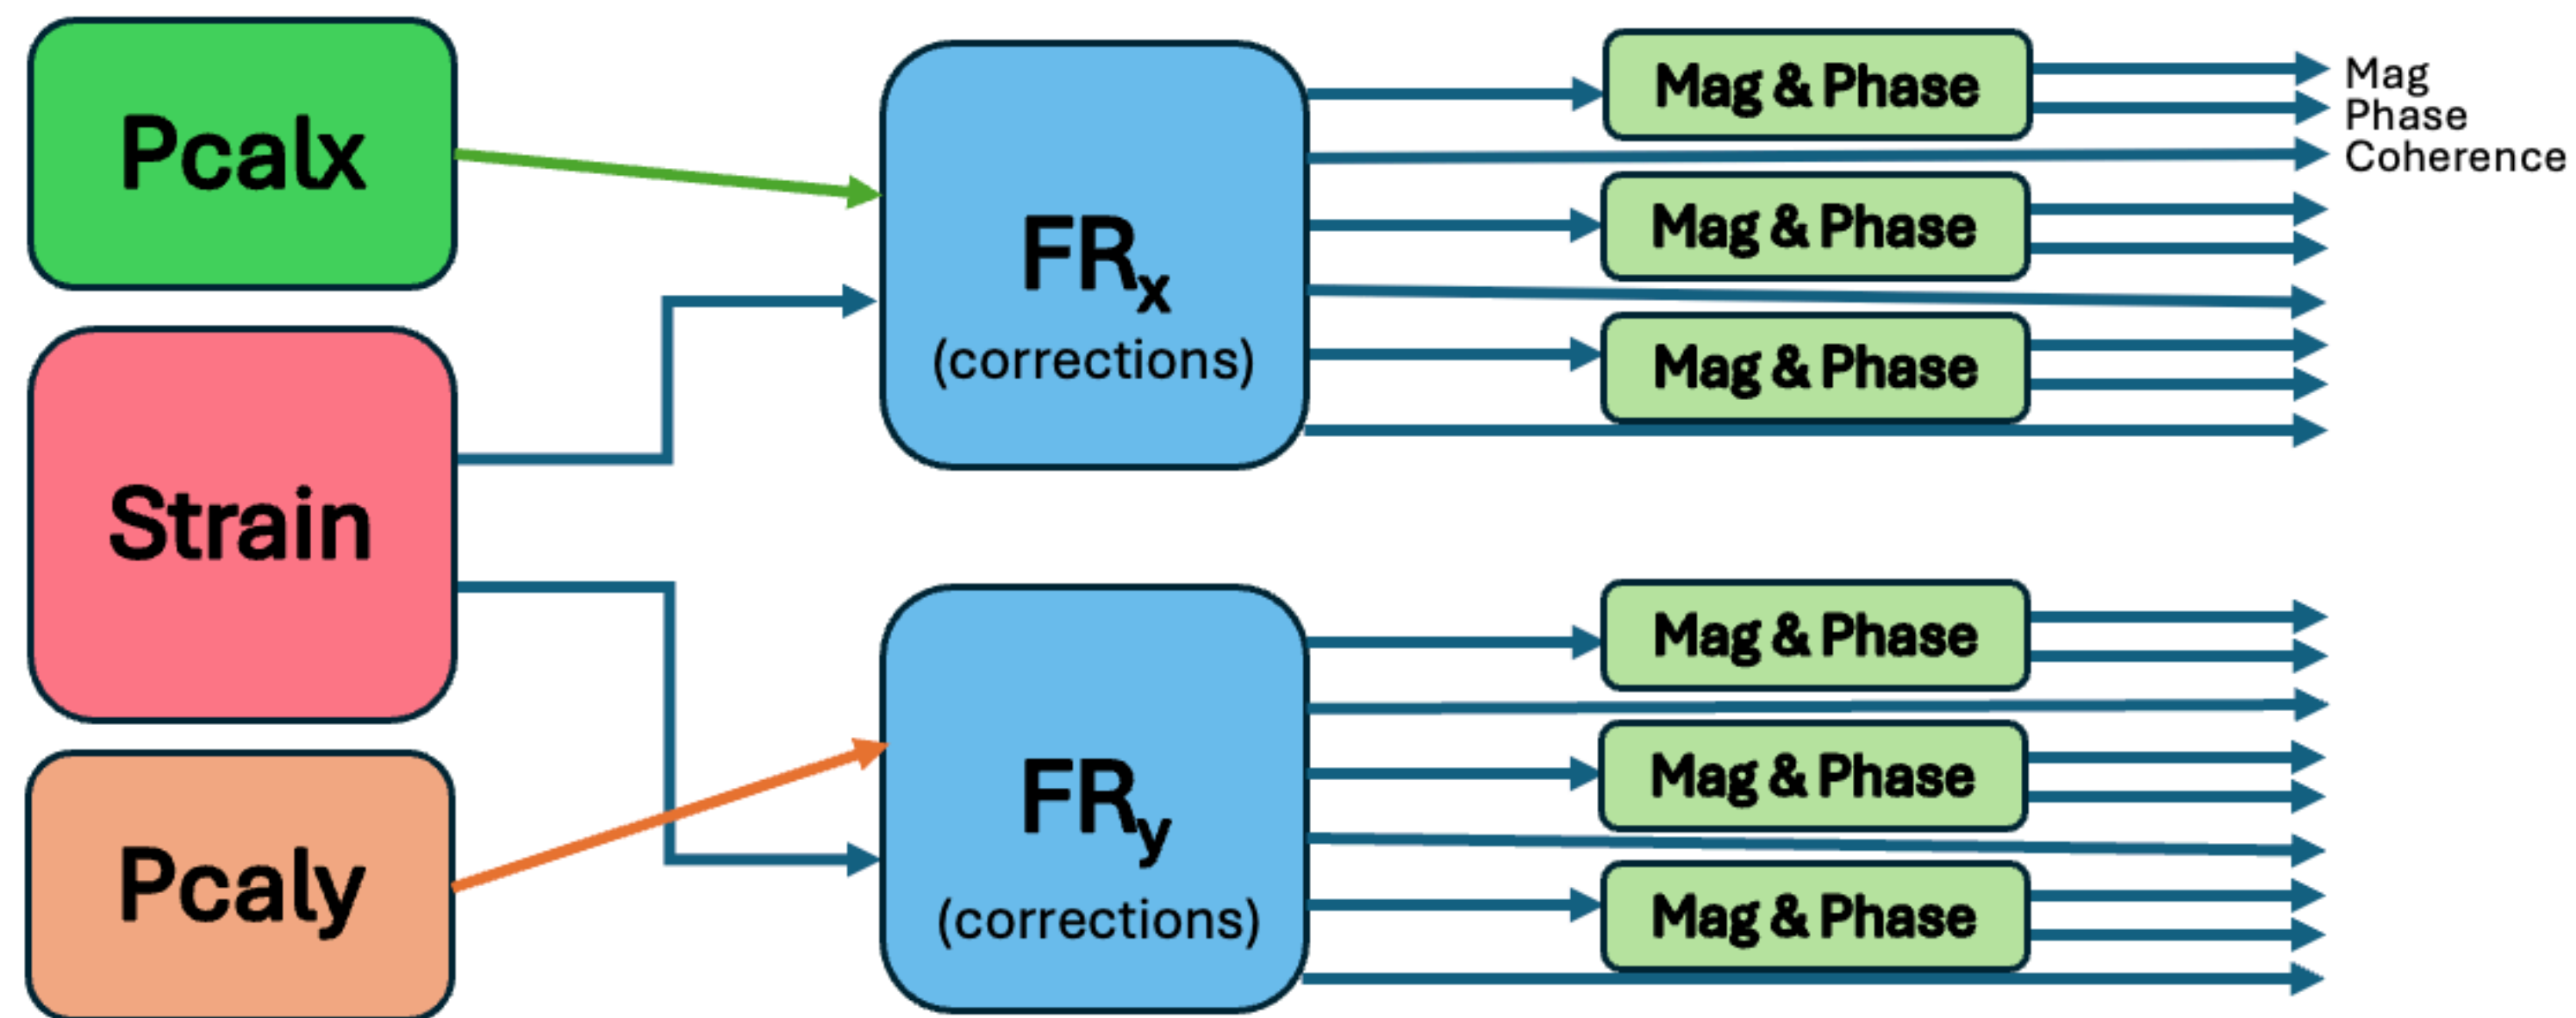 Pcalx
Strain
Pcaly
FRx
(corrections)
FRy
(corrections)
Mag & Phase
Mag & Phase
Mag & Phase
Mag & Phase
Mag & Phase
Mag & Phase
Mag
Phase
Coherence